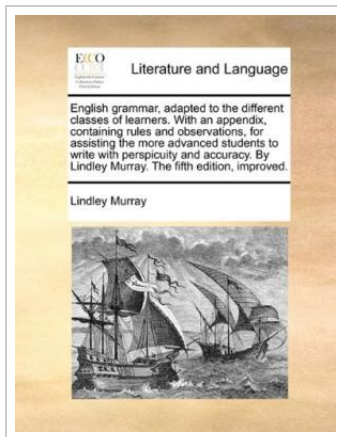 ECCO
Literature and Language
English grammar, adapted to the different
classes of learners. With an appendix,
containing rules and observations, for
assisting the more advanced students to
write with perspicuity and accuracy. By
Lindley Murray. The fifth edition, improved.
Lindley Murray